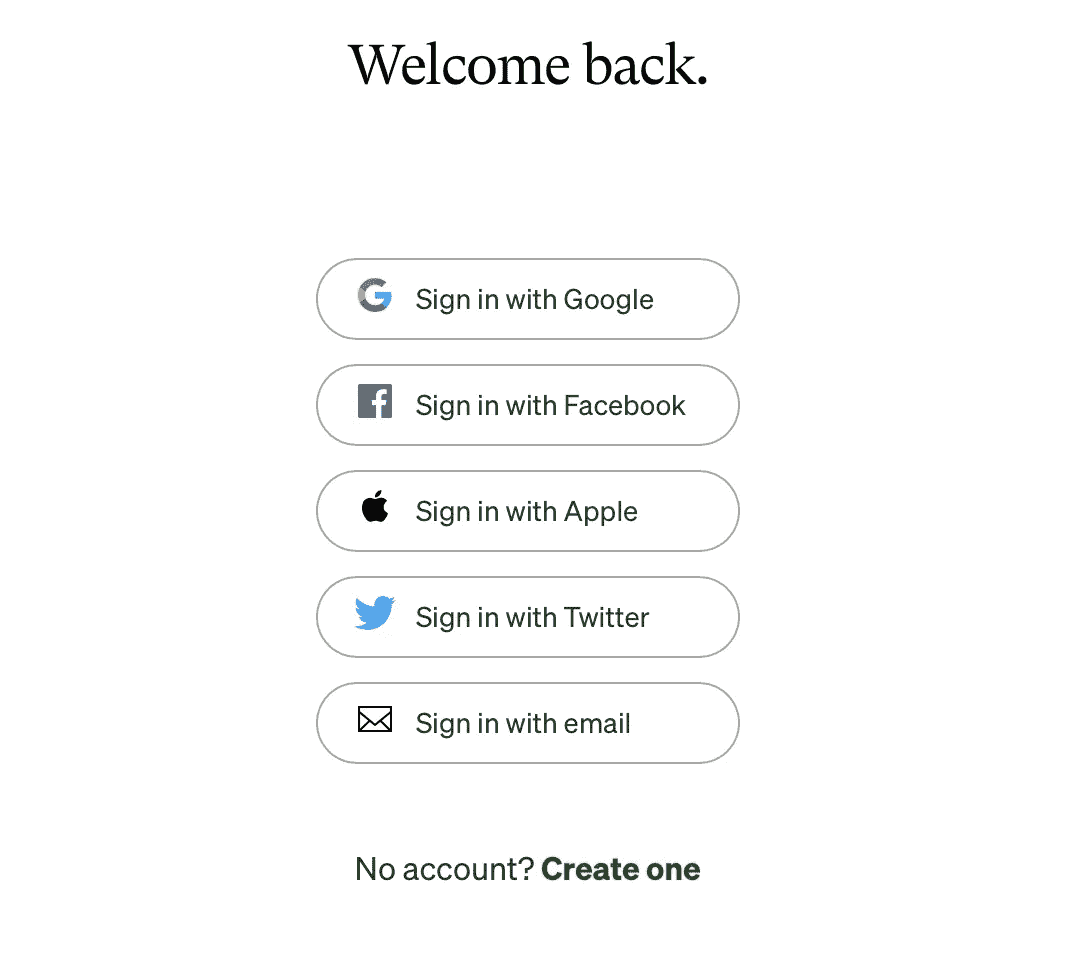 Welcome back.
Sign in with Google
Sign in with Facebook
Sign in with Apple
Sign in with Twitter
Sign in with email
No account? Create one